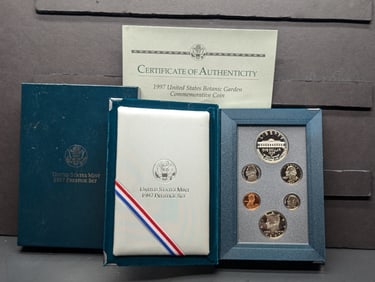 CERTIFICATE OF AUTHENTICITY
1997 United States Botanic Garden
Commemorative Coin
UNITED STATES MINT
1997 PRESTIGE SET
UNITED STATES MINT
1997 PRESTIGE SET